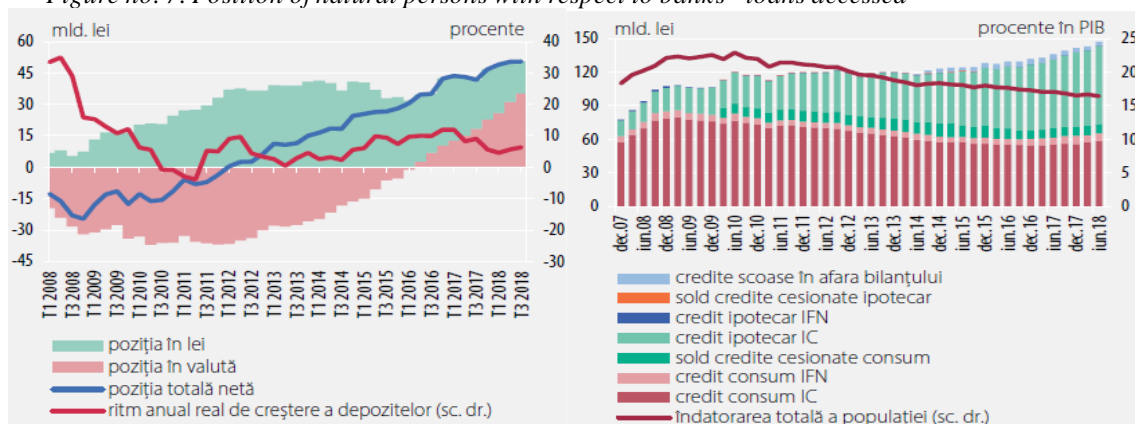 Figure no. 7. Position of natural persons with respect to banks - loans accessed
mld. lei
procente
60
45
30
15
0
-15
-30
-45
40
30
20
10
0
-10
-20
-30
T1 2008
T3 2008
T1 2009
T3 2009
T1 2010
T3 2010
T1 2011
T3 2011
T1 2012
T3 2012
T1 2013
T3 2013
T1 2014
T3 2014
T1 2015
T3 2015
T1 2016
T3 2016
T1 2017
T3 2017
T1 2018
T3 2018
poziția în lei
poziția în valută
poziția totală netă
ritm anual real de creștere a depozitelor (sc. dr.)
mld. lei
procente în PIB
150
120
90
60
30
0
25
20
15
10
5
0
dec.07
iun.08
dec.08
iun.09
dec.09
iun.10
dec.10
iun.11
dec.11
iun.12
dec.12
iun.13
dec.13
iun.14
dec.14
iun.15
dec.15
iun.16
dec.16
iun.17
dec.17
iun.18
credite scoase în afara bilanțului
sold credite cesionate ipotecar
credit ipotecar IFN
credit ipotecar IC
sold credite cesionate consum
credit consum IFN
credit consum IC
îndatorarea totală a populației (sc. dr.)